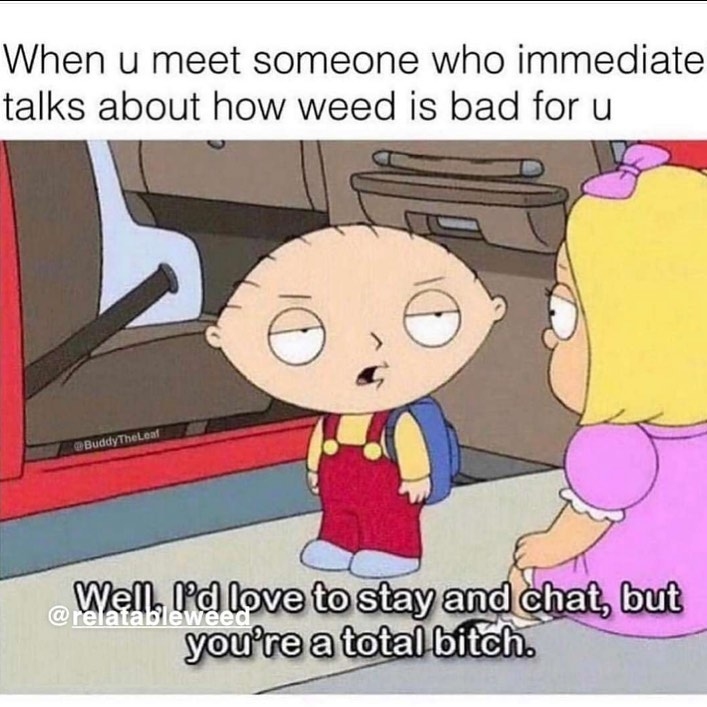 When u meet someone who immediate
talks about how weed is bad for u
@BuddyTheLeaf
Well, I'd love to stay and chat, but
@relatableweed
you're a total bitch.